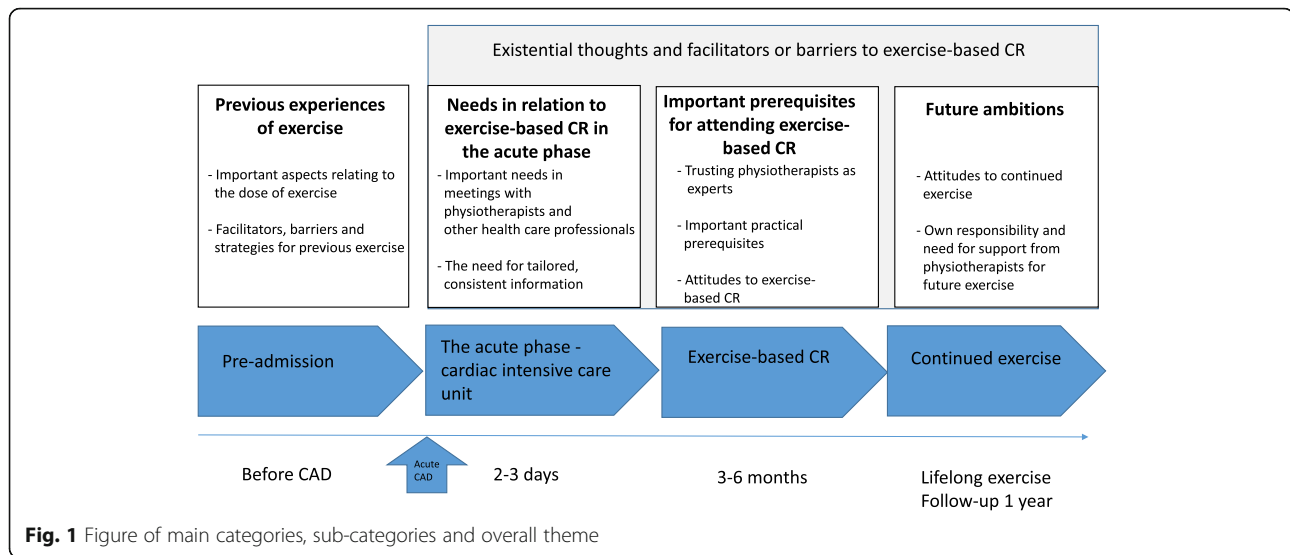 Existential thoughts and facilitators or barriers to exercise-based CR
Previous experiences
of exercise
- Important aspects relating to
the dose of exercise
- Facilitators, barriers and
strategies for previous exercise
Needs in relation to
exercise-based CR in
the acute phase
- Important needs in
meetings with
physiotherapists and
other health care professionals
- The need for tailored,
consistent information
Important prerequisites
for attending exercise-
based CR
- Trusting physiotherapists as
experts
- Important practical
prerequisites
- Attitudes to exercise-
based CR
Future ambitions
- Attitudes to continued
exercise
- Own responsibility and
need for support from
physiotherapists for
future exercise
Pre-admission
The acute phase -
cardiac intensive care
unit
Exercise-based CR
Continued exercise
Before CAD
Acute
CAD
2-3 days
3-6 months
Lifelong exercise
Follow-up 1 year
Fig. 1 Figure of main categories, sub-categories and overall theme